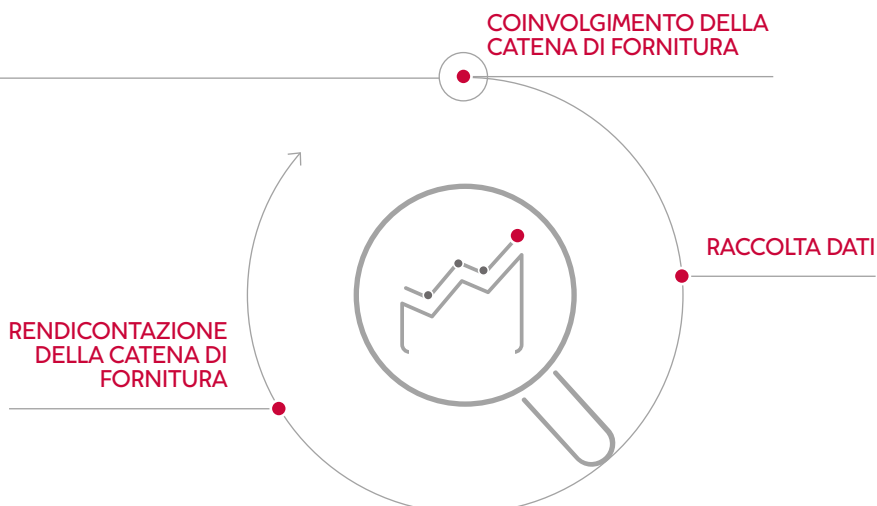 COINVOLGIMENTO DELLA
CATENA DI FORNITURA
RACCOLTA DATI
RENDICONTAZIONE
DELLA CATENA DI
FORNITURA